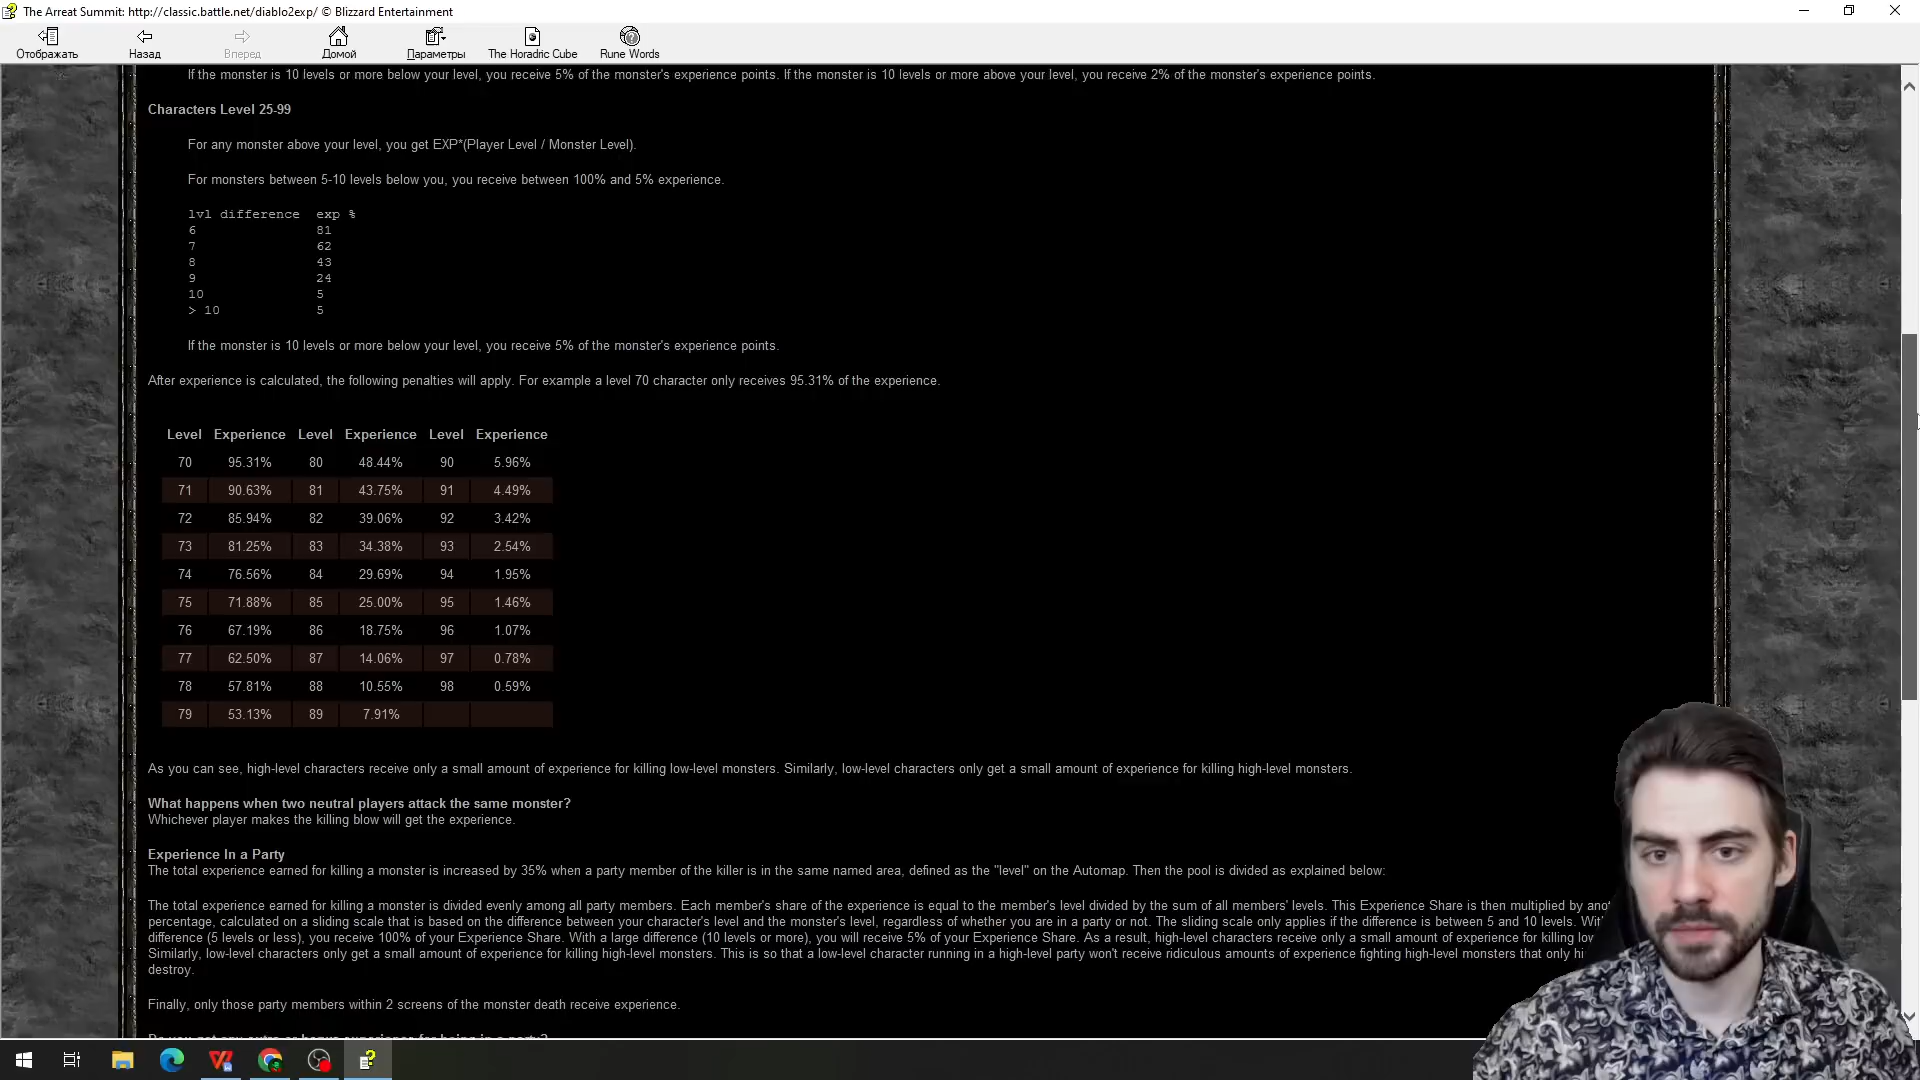 The Arreat Summit: http://classic.battle.net/diablo2exp/ © Blizzard Entertainment
Отображать Назад Вперед Домой Параметры The Horadric Cube Rune Words
If the monster is 10 levels or more below your level, you receive 5% of the monster's experience points. If the monster is 10 levels or more above your level, you receive 2% of the monster's experience points.
Characters Level 25-99
For any monster above your level, you get EXP*(Player Level / Monster Level).
For monsters between 5-10 levels below you, you receive between 100% and 5% experience.
lvl difference exp %
6 81
7 62
8 43
9 24
10 5
> 10 5
If the monster is 10 levels or more below your level, you receive 5% of the monster's experience points.
After experience is calculated, the following penalties will apply. For example a level 70 character only receives 95.31% of the experience.
Level Experience Level Experience Level Experience
70 95.31% 80 48.44% 90 5.96%
71 90.63% 81 43.75% 91 4.49%
72 85.94% 82 39.06% 92 3.42%
73 81.25% 83 34.38% 93 2.54%
74 76.56% 84 29.69% 94 1.95%
75 71.88% 85 25.00% 95 1.46%
76 67.19% 86 18.75% 96 1.07%
77 62.50% 87 14.06% 97 0.78%
78 57.81% 88 10.55% 98 0.59%
79 53.13% 89 7.91%
As you can see, high-level characters receive only a small amount of experience for killing low-level monsters. Similarly, low-level characters only get a small amount of experience for killing high-level monsters.
What happens when two neutral players attack the same monster?
Whichever player makes the killing blow will get the experience.
Experience In a Party
The total experience earned for killing a monster is increased by 35% when a party member of the killer is in the same named area, defined as the "level" on the Automap. Then the pool is divided as explained below:
The total experience earned for killing a monster is divided evenly among all party members. Each member's share of the experience is equal to the member's level divided by the sum of all members' levels. This Experience Share is then multiplied by
percentage, calculated on a sliding scale that is based on the difference between your character's level and the monster's level, regardless of whether you are in a party or not. The sliding scale only applies if the difference is between 5 and 10 levels.
difference (5 levels or less), you receive 100% of your Experience Share. With a large difference (10 levels or more), you will receive 5% of your Experience Share. As a result, high-level characters receive only a small amount of experience for killing
Similarly, low-level characters only get a small amount of experience for killing high-level monsters. This is so that a low-level character running in a high-level party won't receive ridiculous amounts of experience fighting high-level monsters that only
destroy.
Finally, only those party members within 2 screens of the monster death receive experience.